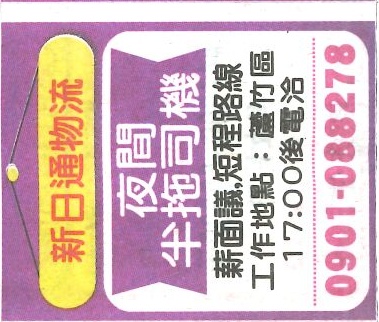 新日通物流
夜間
半拖司機
薪面議,短程路線
工作地點：蘆竹區
17:00後電洽
0901-088278